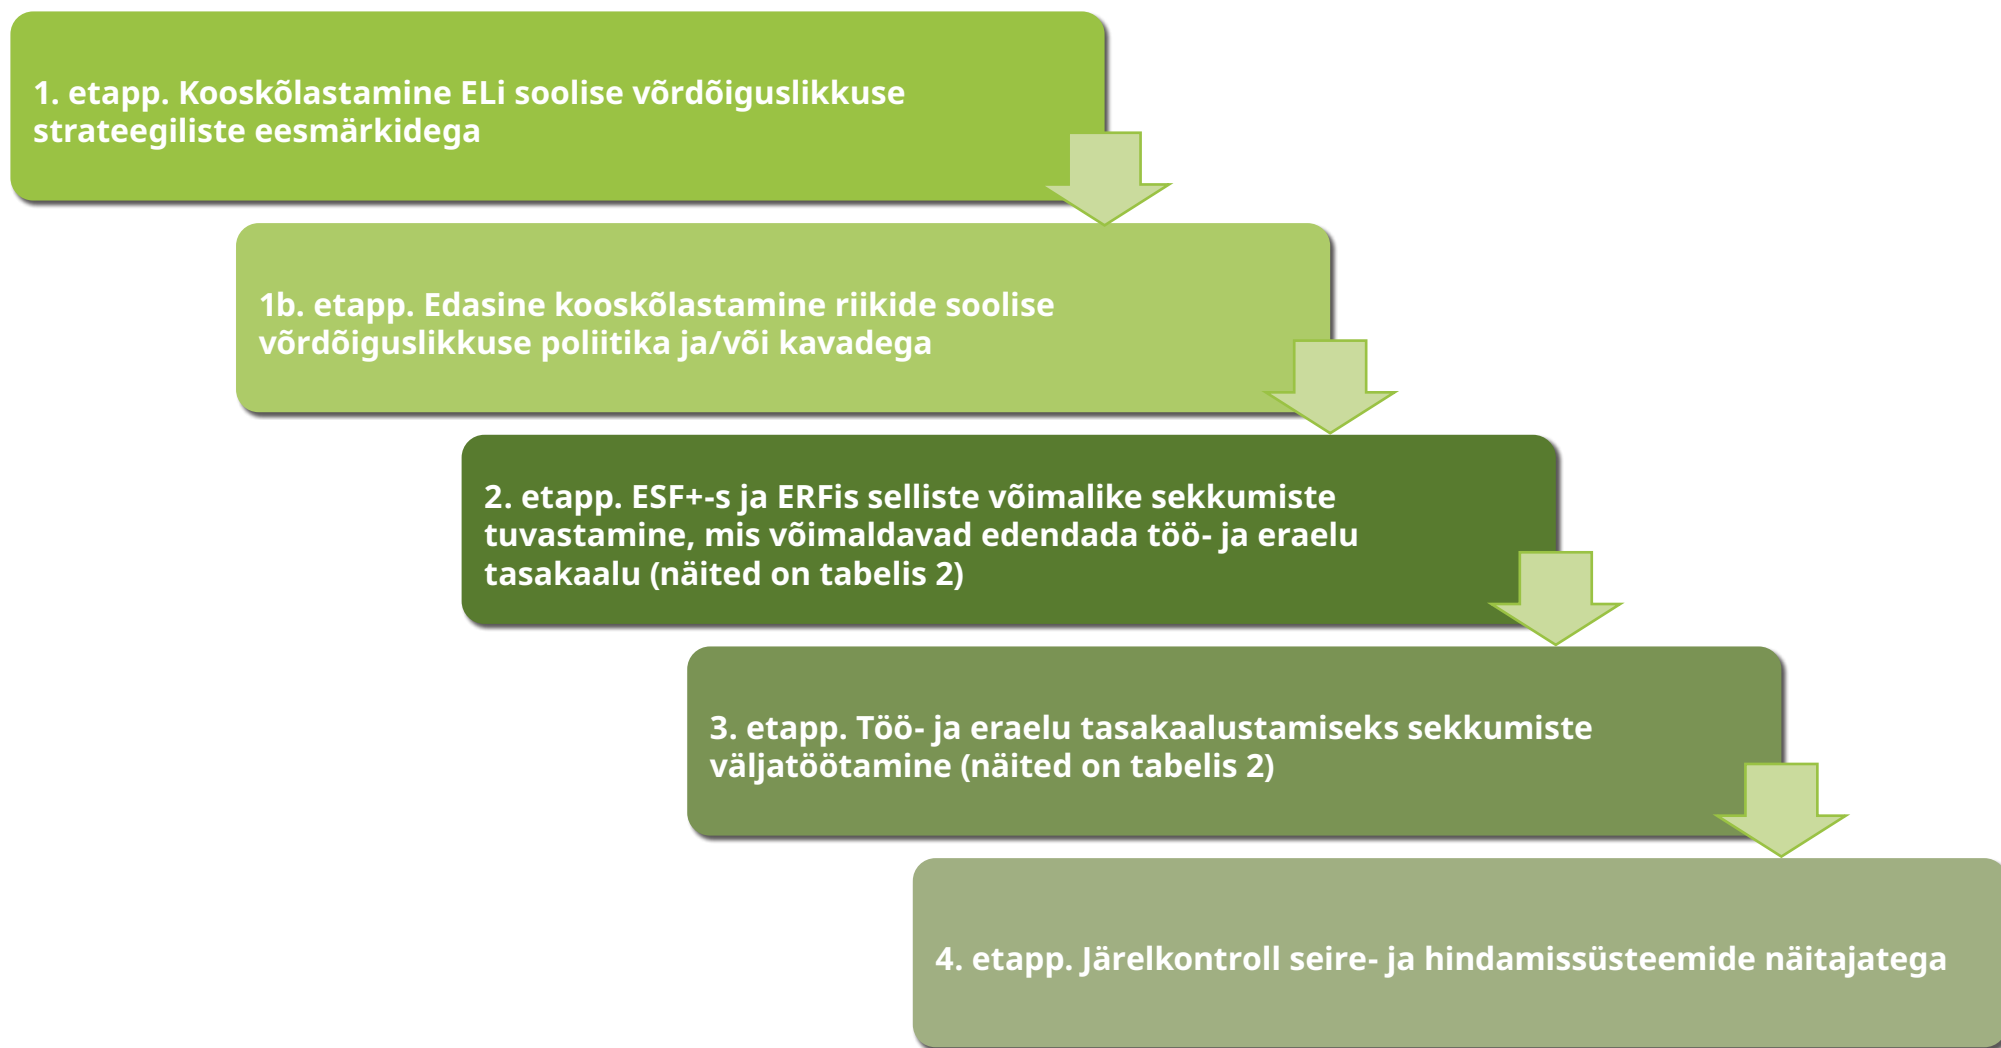 1. etapp. Kooskõlastamine ELi soolise võrdõiguslikkuse
strateegiliste eesmärkidega
1b. etapp. Edasine kooskõlastamine riikide soolise
võrdõiguslikkuse poliitika ja/või kavadega
2. etapp. ESF+-s ja ERFis selliste võimalike sekkumiste
tuvastamine, mis võimaldavad edendada töö- ja eraelu
tasakaalu (näited on tabelis 2)
3. etapp. Töö- ja eraelu tasakaalustamiseks sekkumiste
väljatöötamine (näited on tabelis 2)
4. etapp. Järelkontroll seire- ja hindamissüsteemide näitajatega